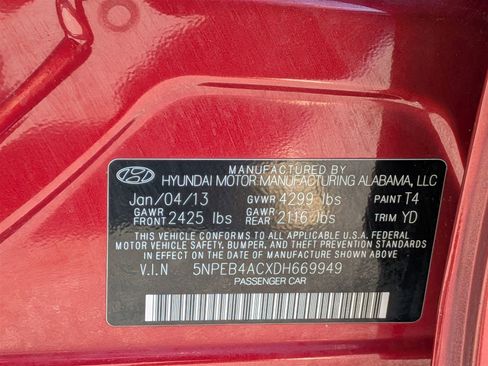 MANUFACTURED BY
HYUNDAI MOTOR MANUFACTURING ALABAMA, LLC
Jan/04/13 GVWR 4299 lbs PAINT T4
GAWR FRONT 2425 lbs GAWR REAR 2116 lbs TRIM YD
THIS VEHICLE CONFORMS TO ALL APPLICABLE U.S.A. FEDERAL
MOTOR VEHICLE SAFETY, BUMPER, AND THEFT PREVENTION STANDARDS
IN EFFECT ON THE DATE OF MANUFACTURE SHOWN ABOVE
V.I.N 5NPEB4ACXDH669949
PASSENGER CAR